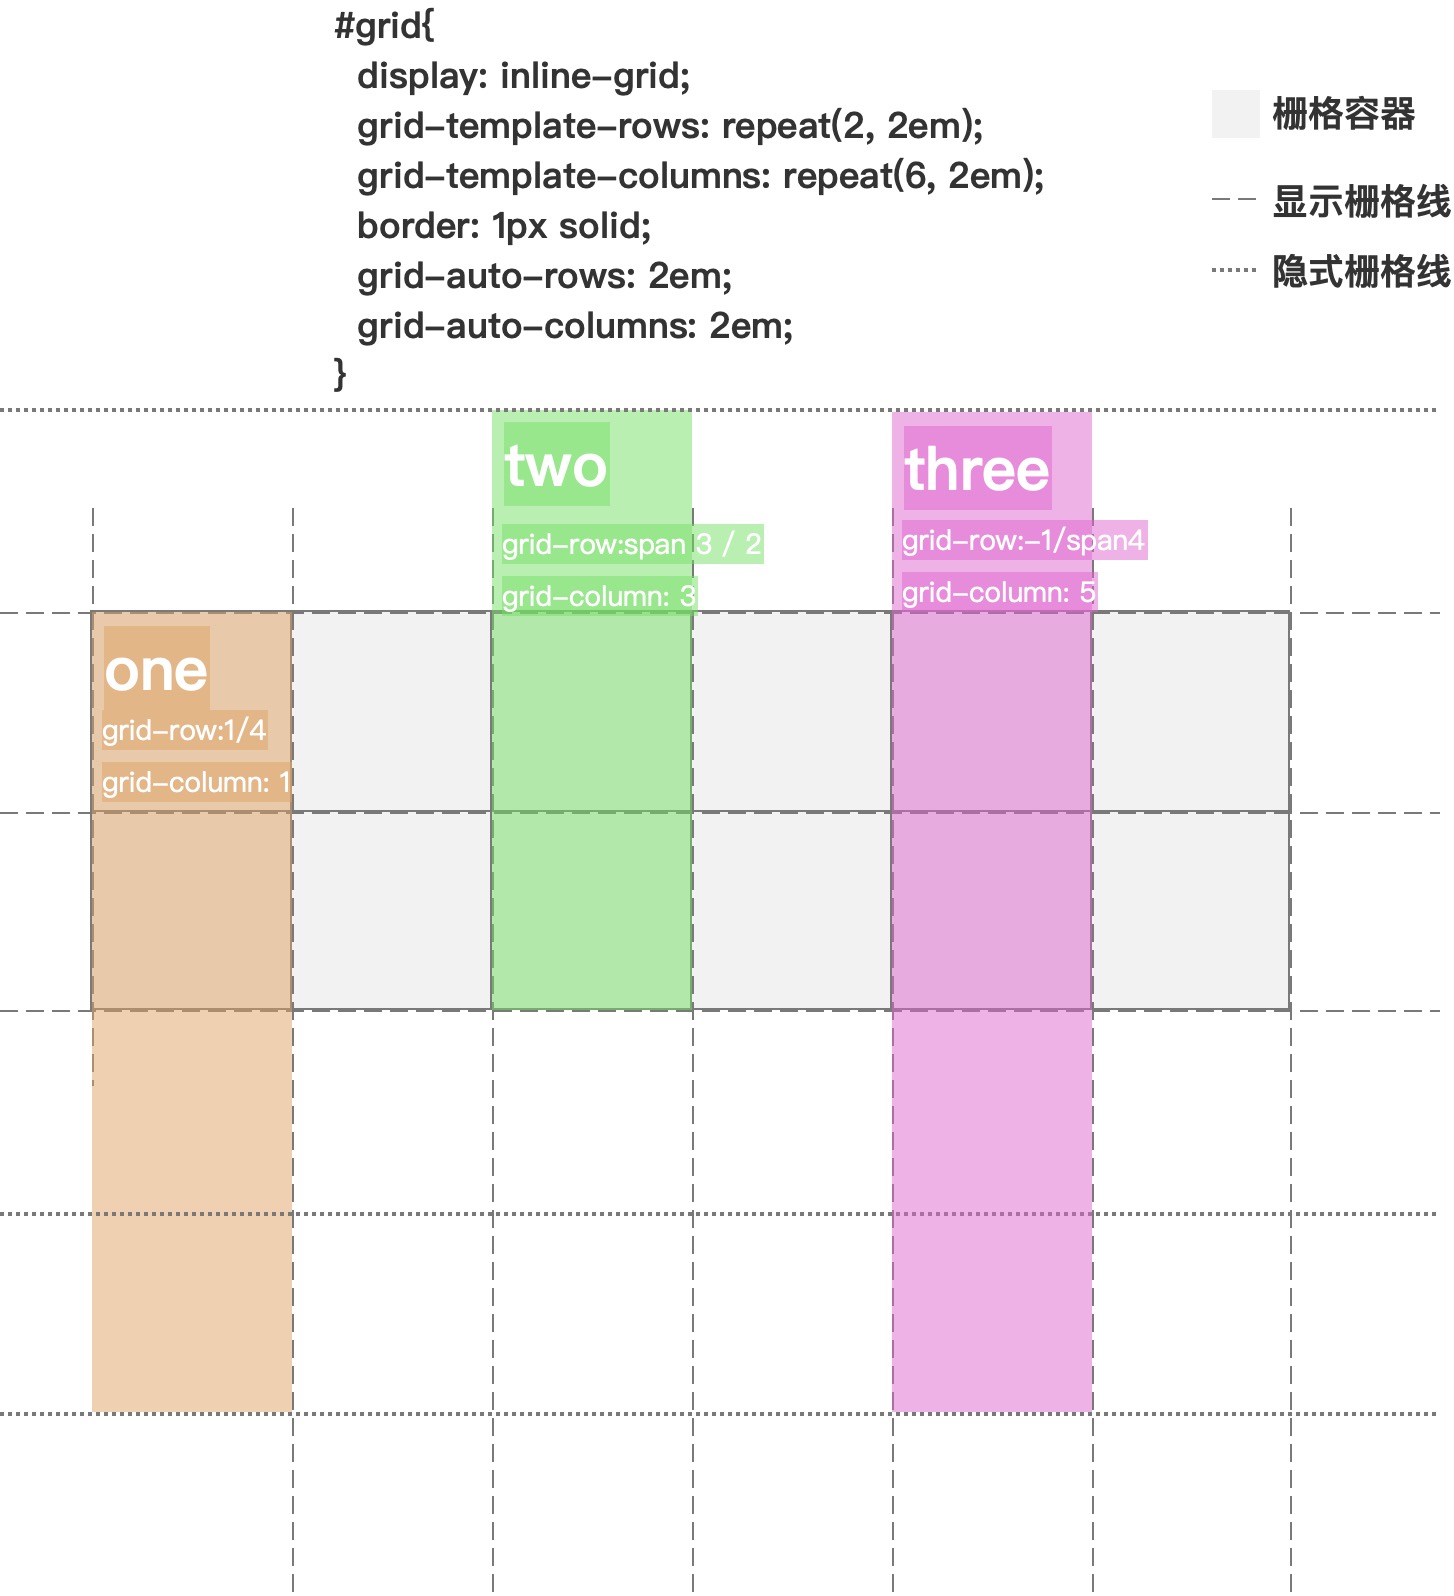 #grid{
display: inline-grid;
grid-template-rows: repeat(2, 2em);
grid-template-columns: repeat(6, 2em);
border: 1px solid;
grid-auto-rows: 2em;
grid-auto-columns: 2em;
}
栅格容器
显示栅格线
隐式栅格线
two
grid-row:span 3 / 2
grid-column: 3
three
grid-row:-1/span4
grid-column: 5
one
grid-row:1/4
grid-column: 1